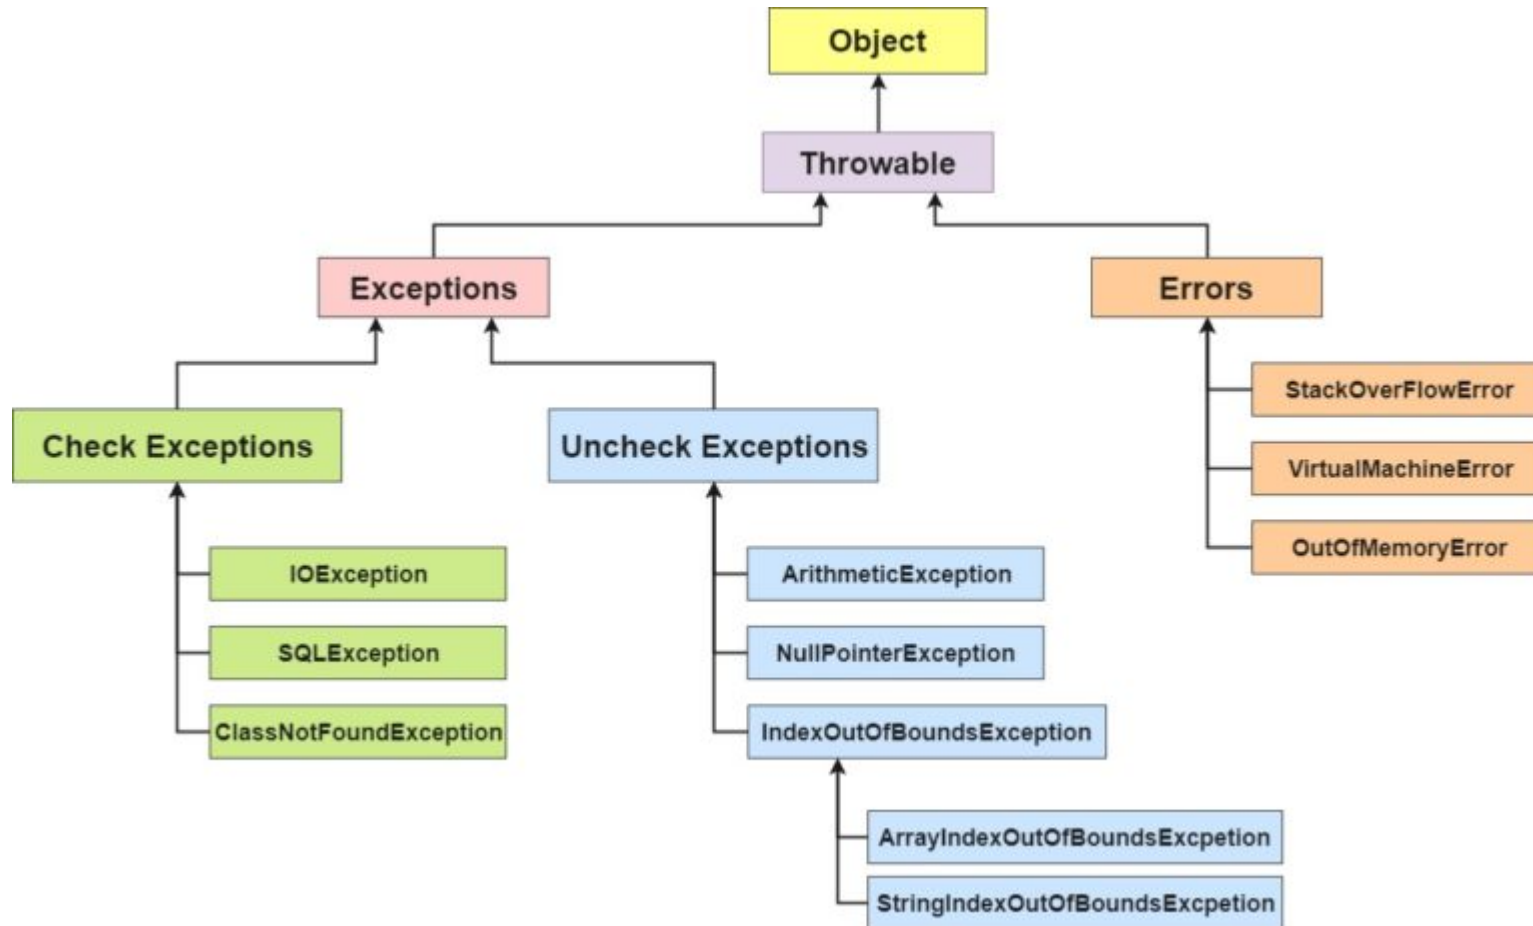 Object
Throwable
Exceptions
Errors
Check Exceptions
Uncheck Exceptions
StackOverFlowError
VirtualMachineError
OutOfMemoryError
IOException
SQLException
ClassNotFoundException
ArithmeticException
NullPointerException
IndexOutOfBoundsException
ArrayIndexOutOfBoundsExcpetion
StringIndexOutOfBoundsExcpetion